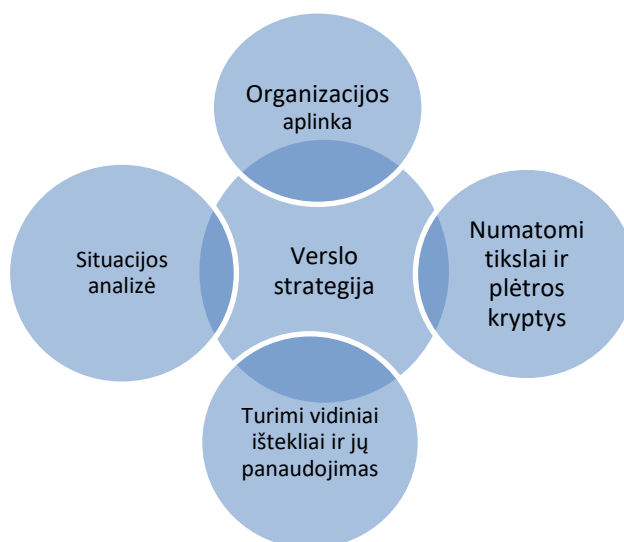 Organizacijos
aplinka
Situacijos
analizė
Verslo
strategija
Numatomi
tikslai ir
plėtros
kryptys
Turimi vidiniai
ištekliai ir jų
panaudojimas